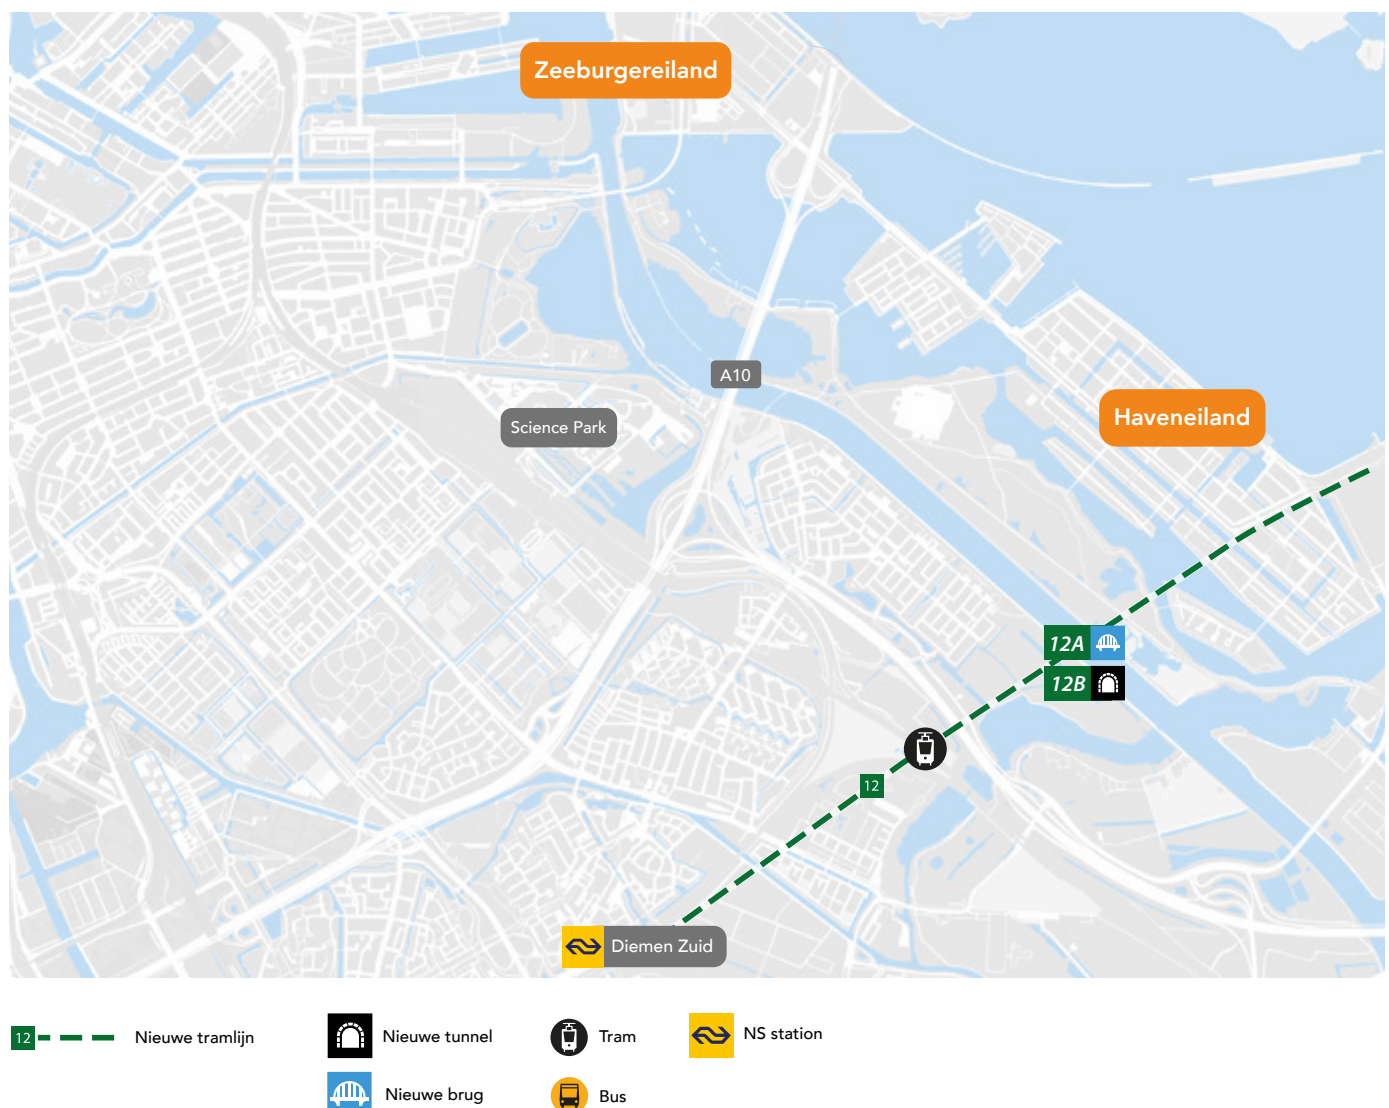 Zeeburgereiland
A10
Haveneiland
Science Park
12A
12B
12
Diemen Zuid
12 Nieuwe tramlijn
Nieuwe tunnel
Tram
NS station
Nieuwe brug
Bus